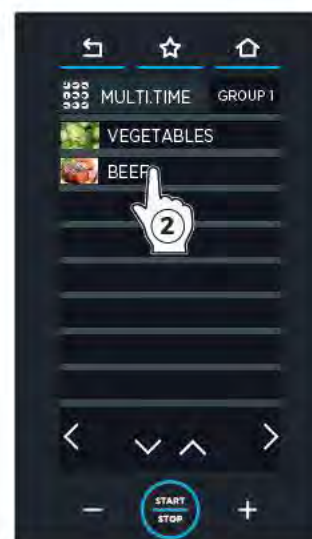 MULTI.TIME GROUP 1
VEGETABLES
BEEF
2
START
STOP